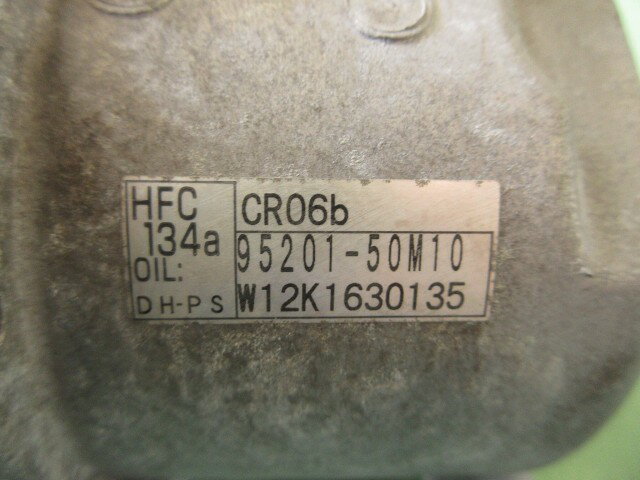 HFC
134a
OIL:
DH-PS
CR06b
95201-50M10
W12K1630135